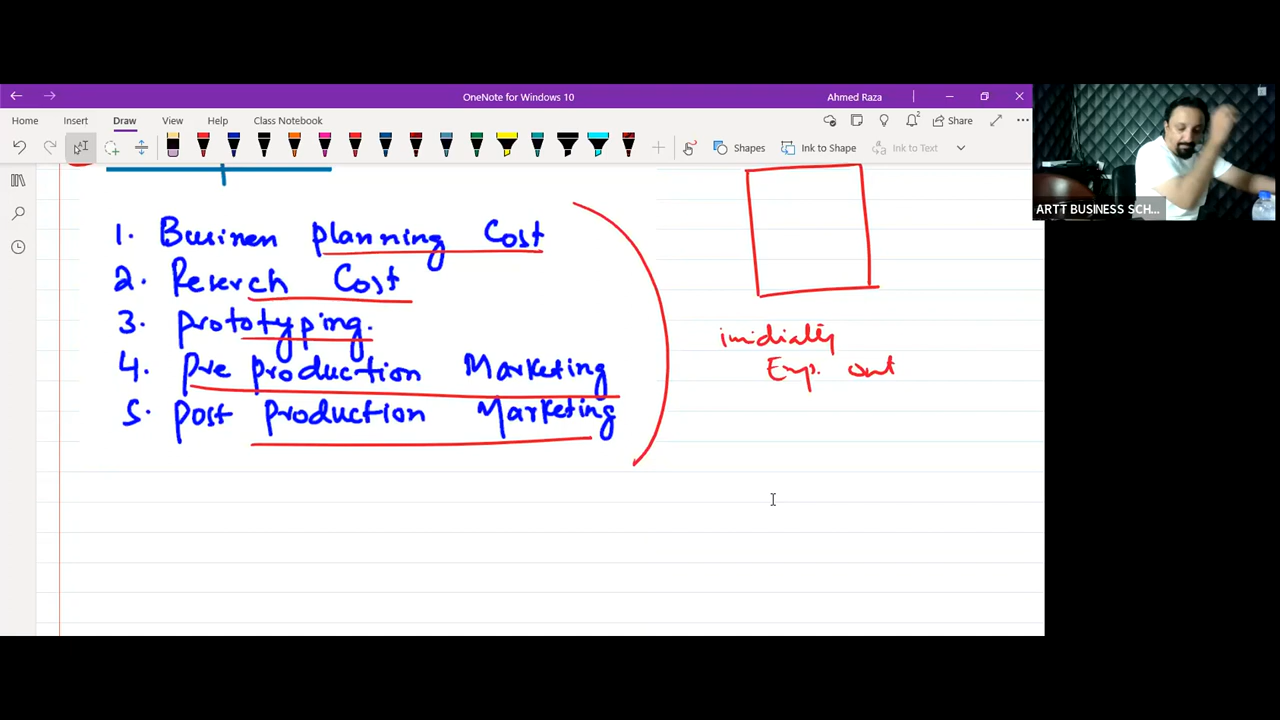 OneNote for Windows 10
Ahmed Raza
Home Insert Draw View Help Class Notebook
Share
Shapes Ink to Shape Ink to Text
ARTT BUSINESS SCH...
1. Businen planning Cost
2. Reserch Cost
3. prototyping.
4. Pre production Marketing
5. post production Marketing
imidially
Exp. out